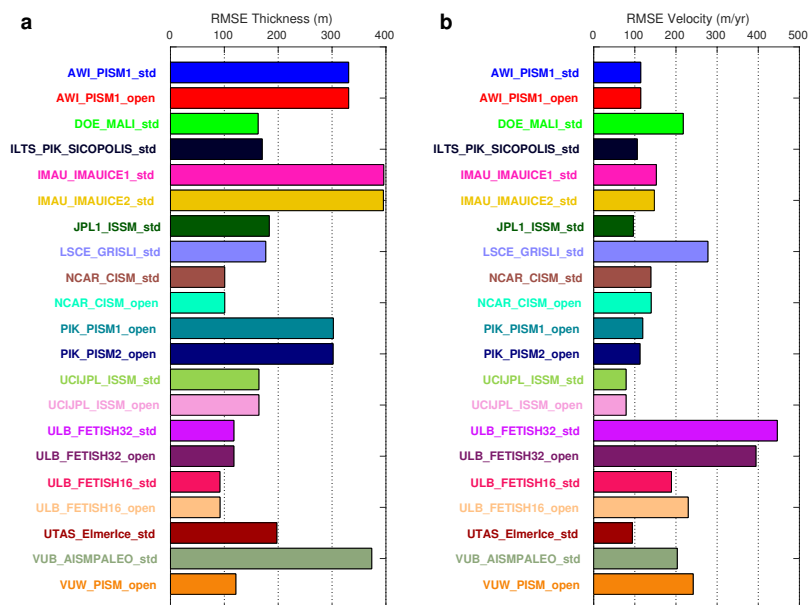 a
RMSE Thickness (m)
0 100 200 300 400
AWI_PISM1_std
AWI_PISM1_open
DOE_MALI_std
ILTS_PIK_SICOPOLIS_std
IMAU_IMAUICE1_std
IMAU_IMAUICE2_std
JPL1_ISSM_std
LSCE_GRISLI_std
NCAR_CISM_std
NCAR_CISM_open
PIK_PISM1_open
PIK_PISM2_open
UCIJPL_ISSM_std
UCIJPL_ISSM_open
ULB_FETISH32_std
ULB_FETISH32_open
ULB_FETISH16_std
ULB_FETISH16_open
UTAS_ElmerIce_std
VUB_AISMPALEO_std
VUW_PISM_open
b
RMSE Velocity (m/yr)
0 100 200 300 400 500
AWI_PISM1_std
AWI_PISM1_open
DOE_MALI_std
ILTS_PIK_SICOPOLIS_std
IMAU_IMAUICE1_std
IMAU_IMAUICE2_std
JPL1_ISSM_std
LSCE_GRISLI_std
NCAR_CISM_std
NCAR_CISM_open
PIK_PISM1_open
PIK_PISM2_open
UCIJPL_ISSM_std
UCIJPL_ISSM_open
ULB_FETISH32_std
ULB_FETISH32_open
ULB_FETISH16_std
ULB_FETISH16_open
UTAS_ElmerIce_std
VUB_AISMPALEO_std
VUW_PISM_open